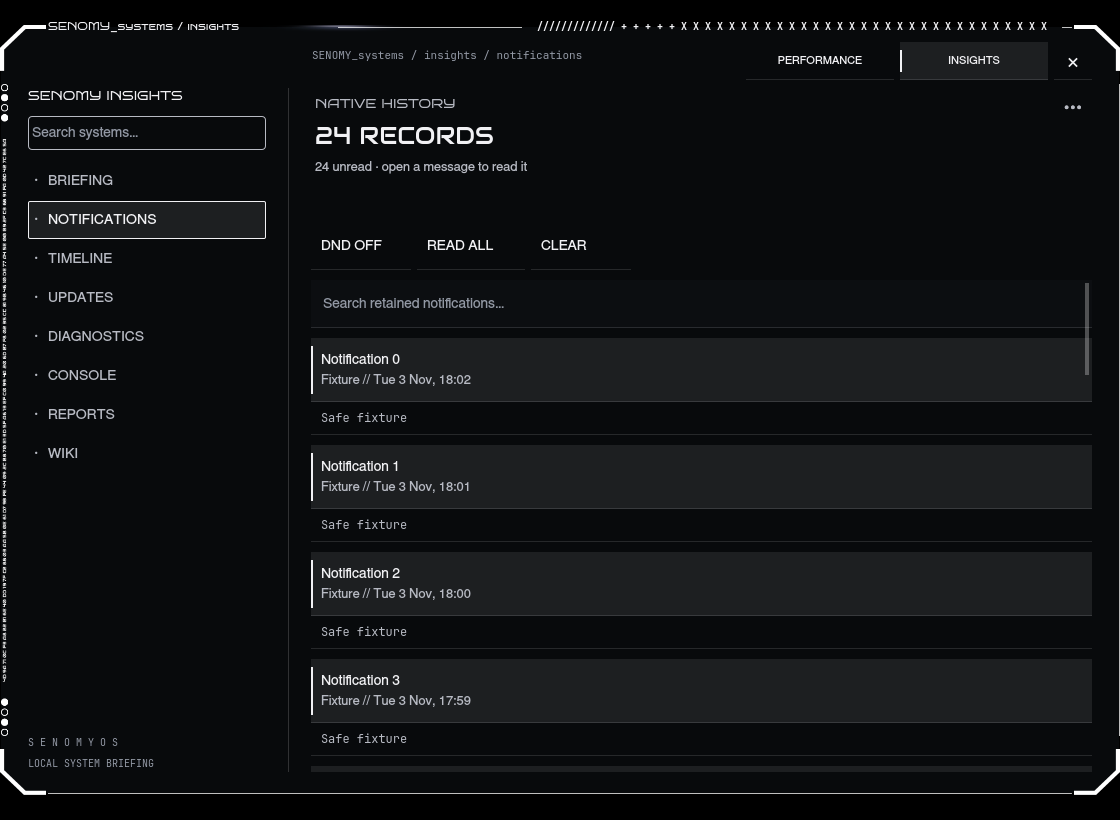 SENOMY_SYSTEMS / INSIGHTS
///////////// + + + + + X X X X X X X X X X X X X X X X X X X X X X X X X X X X X
SENOMY_systems / insights / notifications
PERFORMANCE
INSIGHTS
×
SENOMY INSIGHTS
Search systems...
· BRIEFING
· NOTIFICATIONS
· TIMELINE
· UPDATES
· DIAGNOSTICS
· CONSOLE
· REPORTS
· WIKI
SENOMYOS
LOCAL SYSTEM BRIEFING
NATIVE HISTORY
24 RECORDS
24 unread · open a message to read it
DND OFF
READ ALL
CLEAR
Search retained notifications...
Notification 0
Fixture // Tue 3 Nov, 18:02
Safe fixture
Notification 1
Fixture // Tue 3 Nov, 18:01
Safe fixture
Notification 2
Fixture // Tue 3 Nov, 18:00
Safe fixture
Notification 3
Fixture // Tue 3 Nov, 17:59
Safe fixture